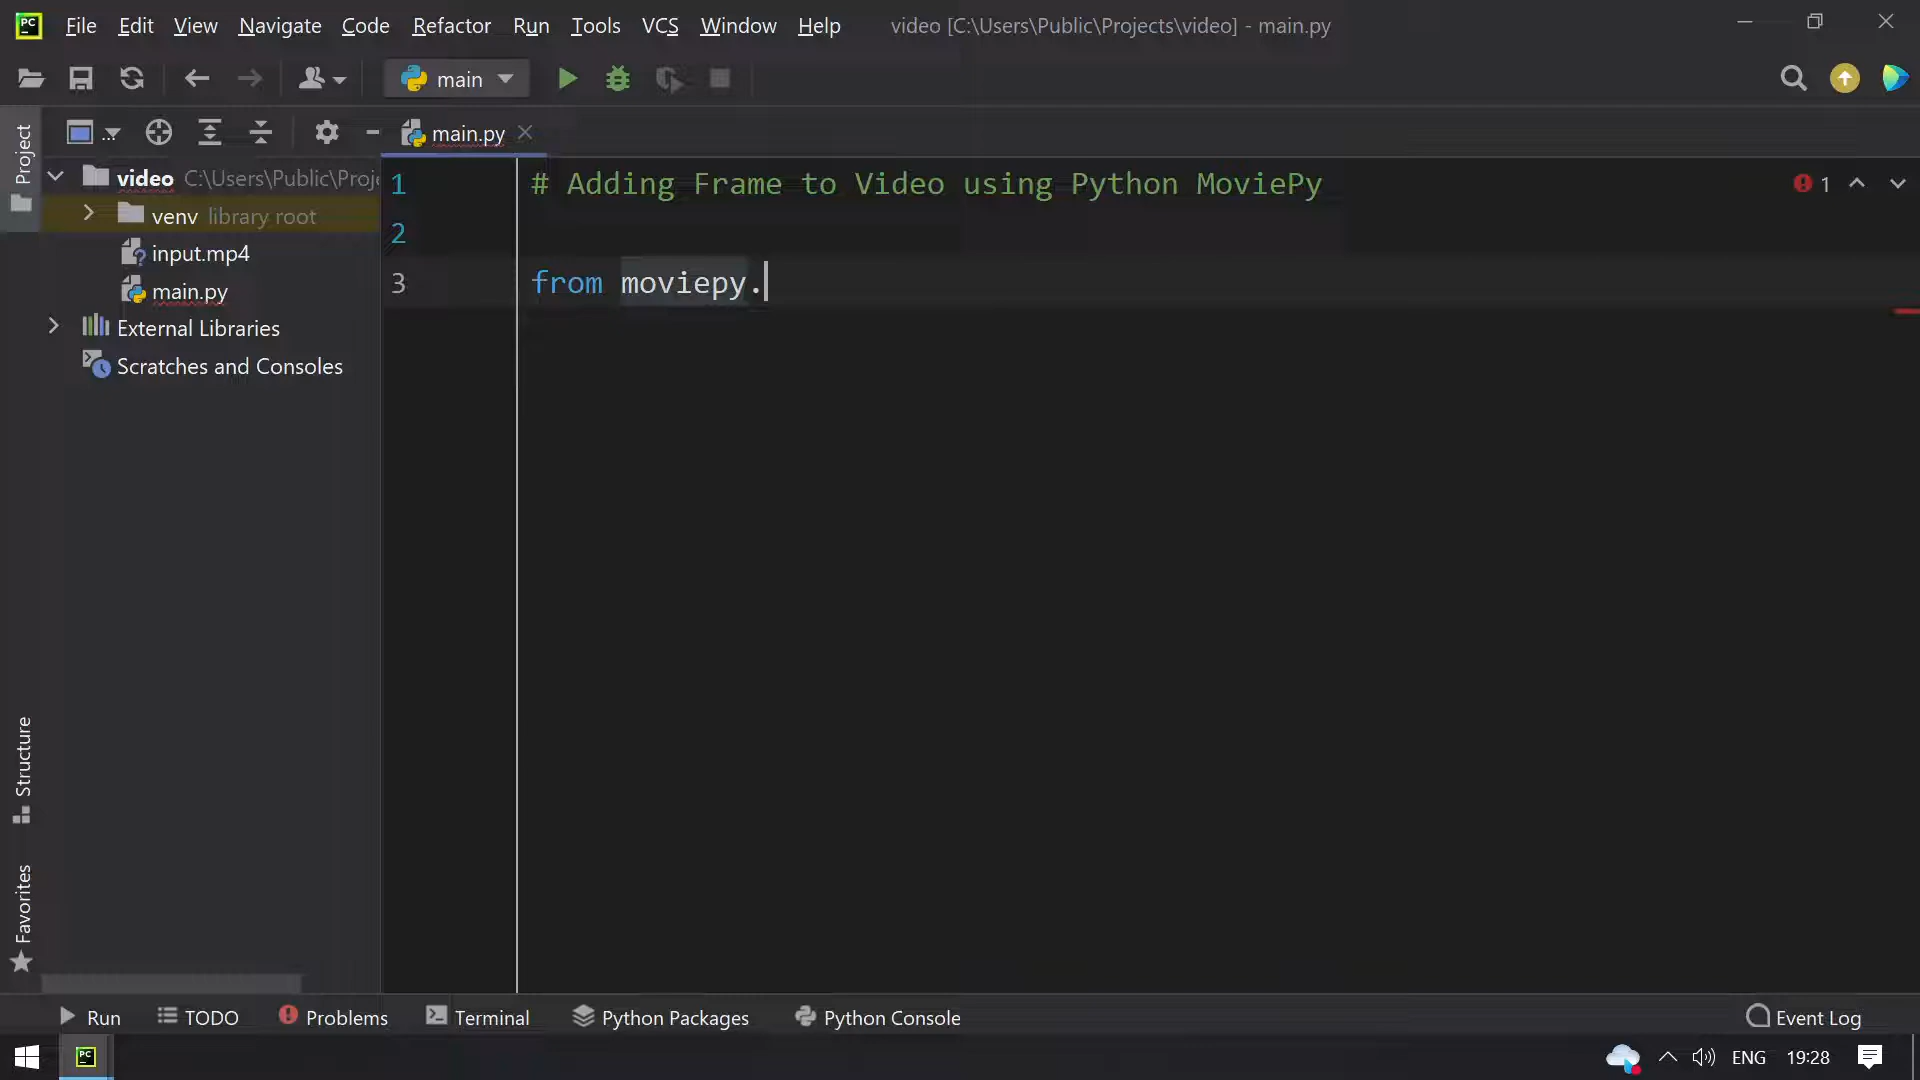 PC File Edit View Navigate Code Refactor Run Tools VCS Window Help video [C:\Users\Public\Projects\video] - main.py
main
Project
... main.py
video C:\Users\Public\Proje
venv library root
input.mp4
main.py
External Libraries
Scratches and Consoles
1 # Adding Frame to Video using Python MoviePy
2
3 from moviepy.
1
Structure
Favorites
Run TODO Problems Terminal Python Packages Python Console Event Log
PC ENG 19:28